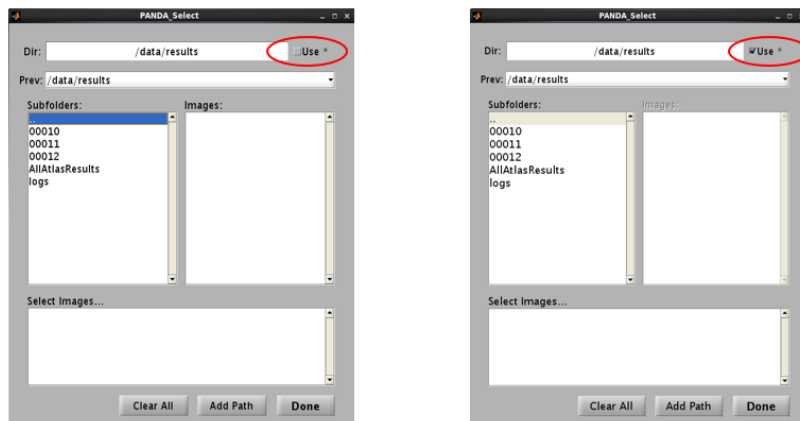 PANDA_Select
Dir: /data/results Use *
Prev: /data/results
Subfolders: Images:
..
00010
00011
00012
AllAtlasResults
logs
Select Images...
Clear All Add Path Done
PANDA_Select
Dir: /data/results Use *
Prev: /data/results
Subfolders: Images:
..
00010
00011
00012
AllAtlasResults
logs
Select Images...
Clear All Add Path Done